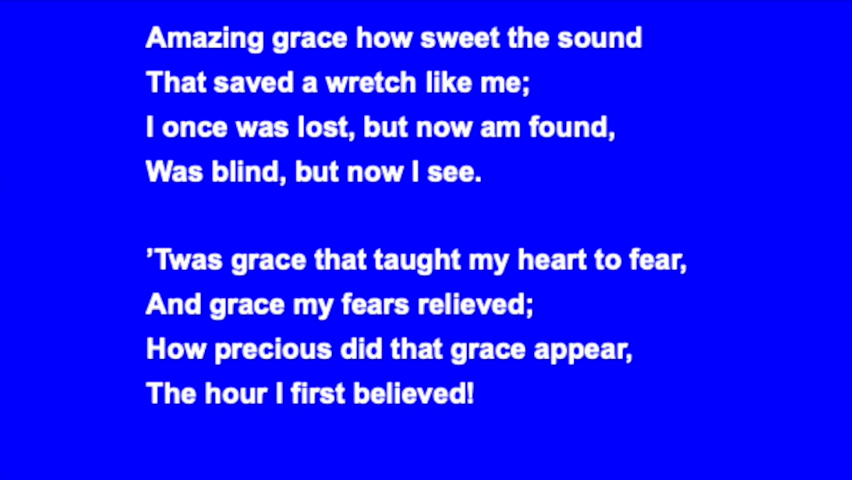 Amazing grace how sweet the sound
That saved a wretch like me;
I once was lost, but now am found,
Was blind, but now I see.
’Twas grace that taught my heart to fear,
And grace my fears relieved;
How precious did that grace appear,
The hour I first believed!